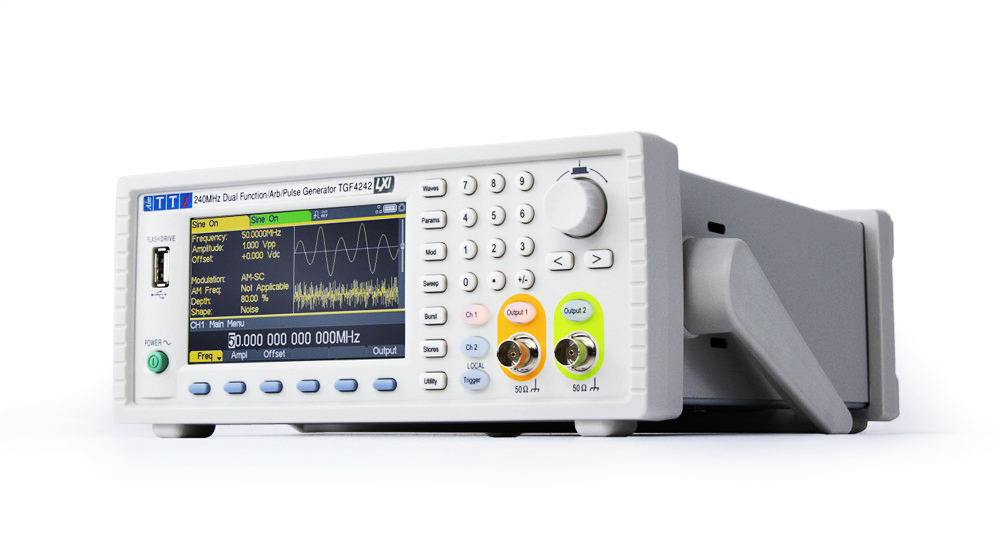 Aim TTi 240MHz Dual Function/Arb/Pulse Generator TGF4242 LXI
FLASH DRIVE
POWER
Sine On Sine On
Frequency: 50.0000MHz
Amplitude: 1.000 Vpp
Offset: +0.000 Vdc
Modulation: AM-SC
AM Freq: Not Applicable
Depth: 80.00 %
Shape: Noise
CH1 Main Menu
50.000 000 000 000MHz
Freq Ampl Offset Output
Waves
Params
Mod
Sweep
Burst
Stores
Utility
7 8 9
4 5 6
1 2 3
0 • +/-
< >
Ch 1
Ch 2
LOCAL
Trigger
Output 1
Output 2
50Ω
50Ω